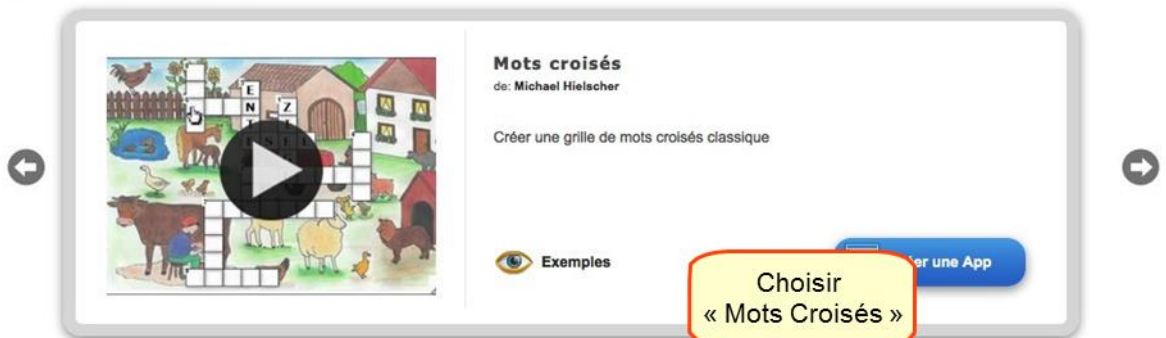 Mots croisés
de: Michael Hielscher
Créer une grille de mots croisés classique
Exemples
er une App
Choisir
« Mots Croisés »